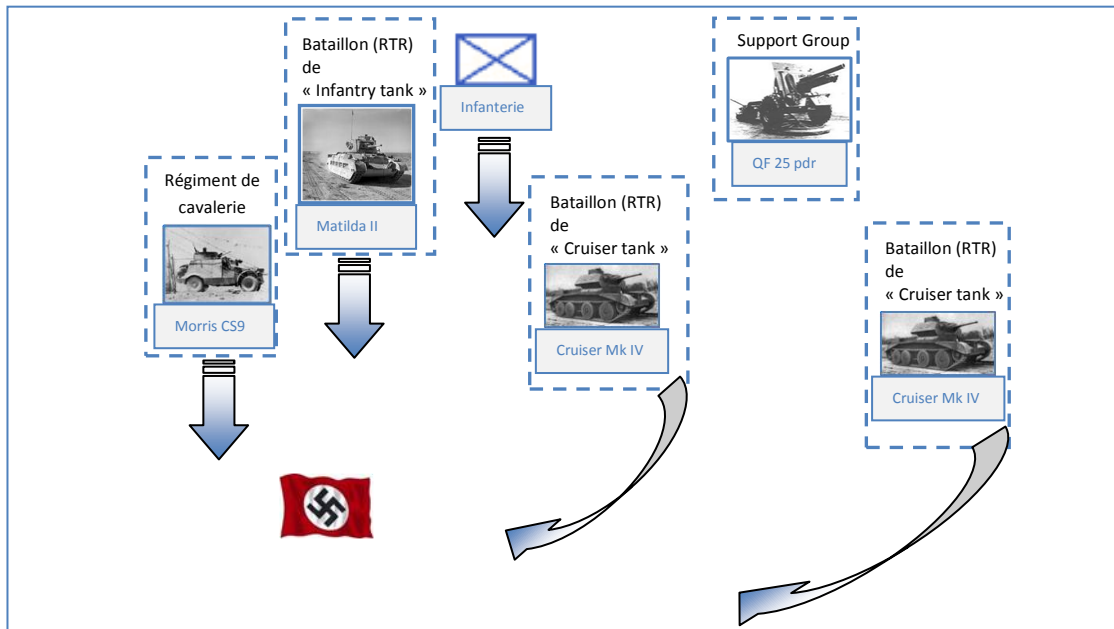 Bataillon (RTR)
de
« Infantry tank »
Matilda II
Infanterie
Support Group
QF 25 pdr
Régiment de
cavalerie
Morris CS9
Bataillon (RTR)
de
« Cruiser tank »
Cruiser Mk IV
Bataillon (RTR)
de
« Cruiser tank »
Cruiser Mk IV